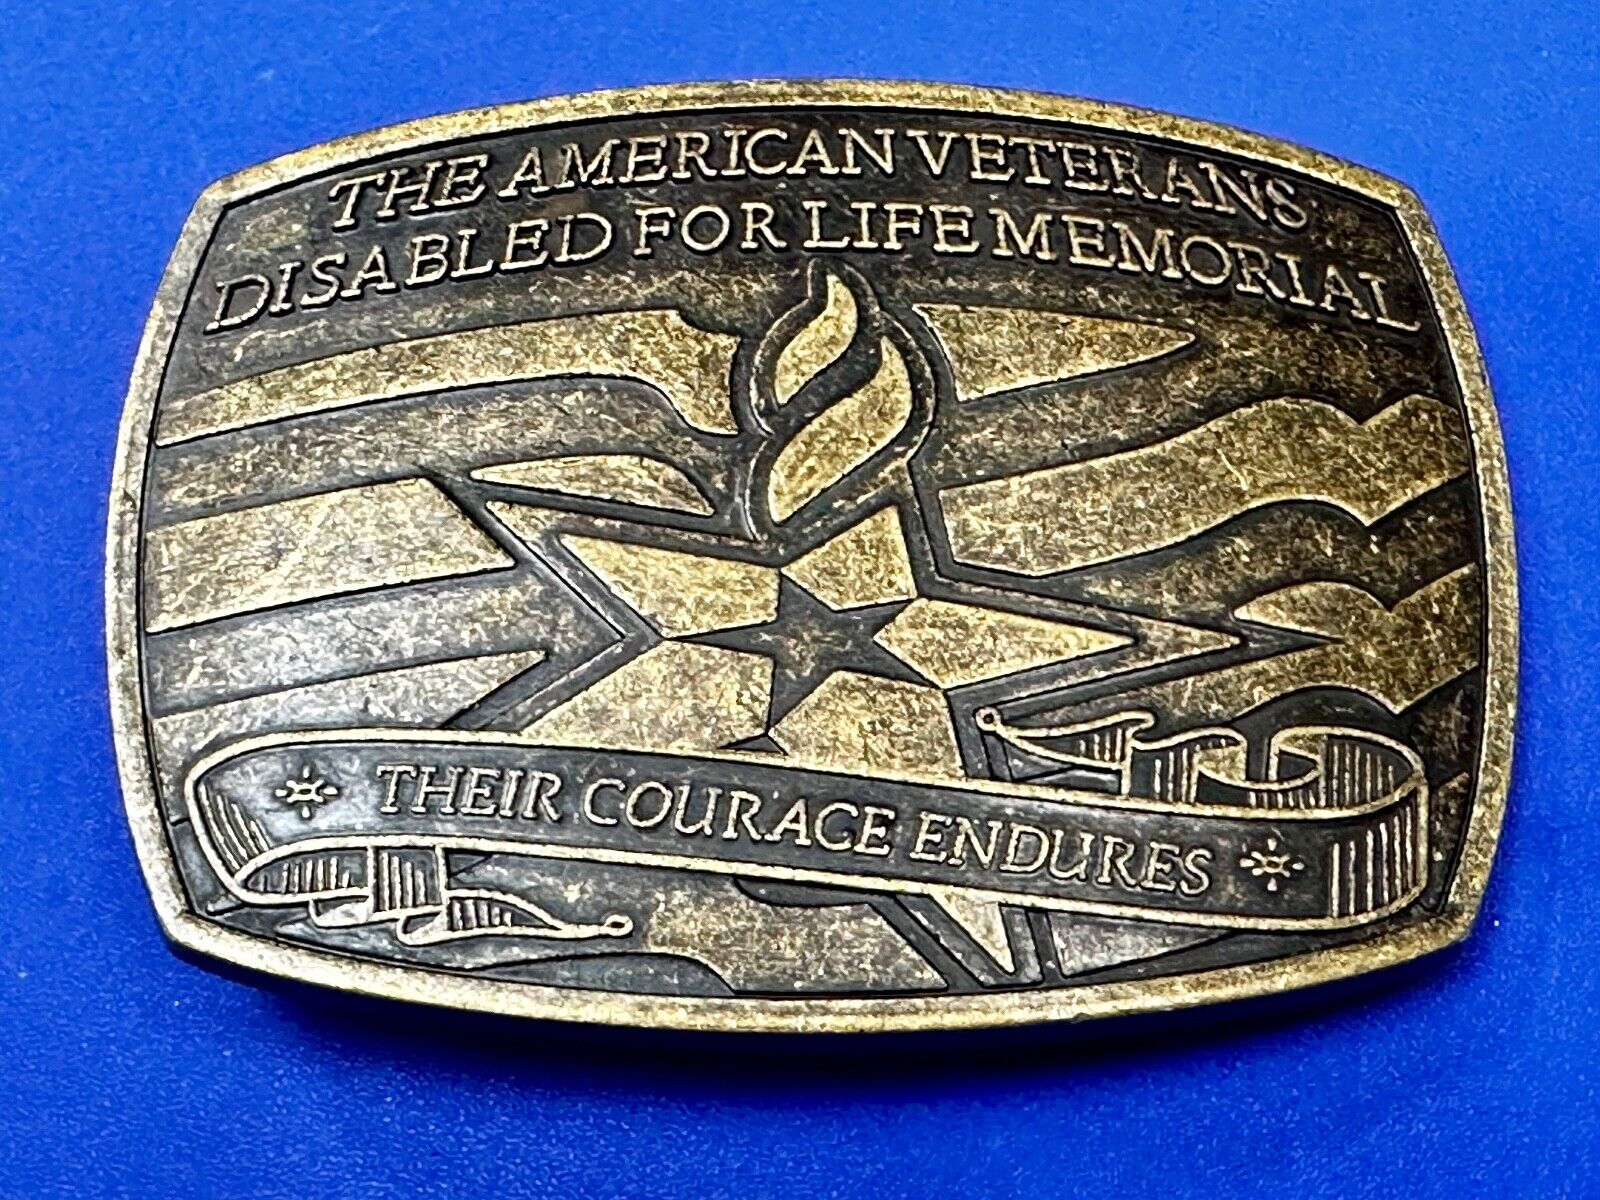 THE AMERICAN VETERANS
DISABLED FOR LIFE MEMORIAL
THEIR COURAGE ENDURES